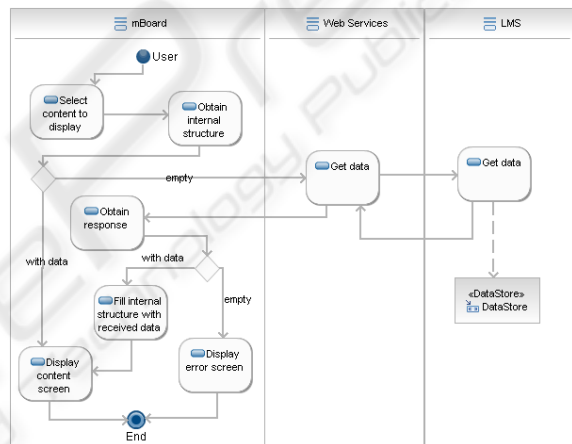 mBoard
Web Services
LMS
User
Select
content to
display
Obtain
internal
structure
empty
Get data
Get data
Obtain
response
with data
with data
empty
Fill internal
structure with
received data
«DataStore»
DataStore
Display
content
screen
Display
error screen
End